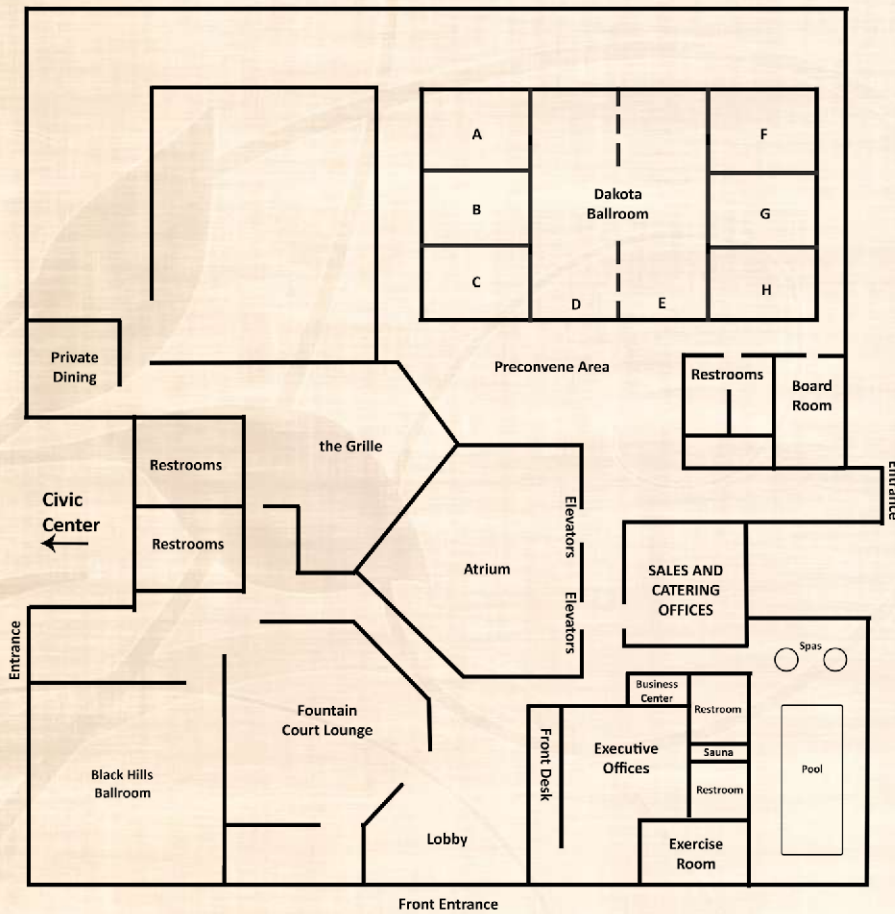 A
F
Dakota
Ballroom
B
G
C
H
D
E
Private
Dining
Preconvene Area
Restrooms
Board
Room
the Grille
Restrooms
Entrance
Civic
Center
Restrooms
Elevators
Atrium
SALES AND
CATERING
OFFICES
Elevators
Entrance
Spas
Business
Center
Restroom
Fountain
Court Lounge
Front Desk
Executive
Offices
Sauna
Pool
Black Hills
Ballroom
Restroom
Lobby
Exercise
Room
Front Entrance